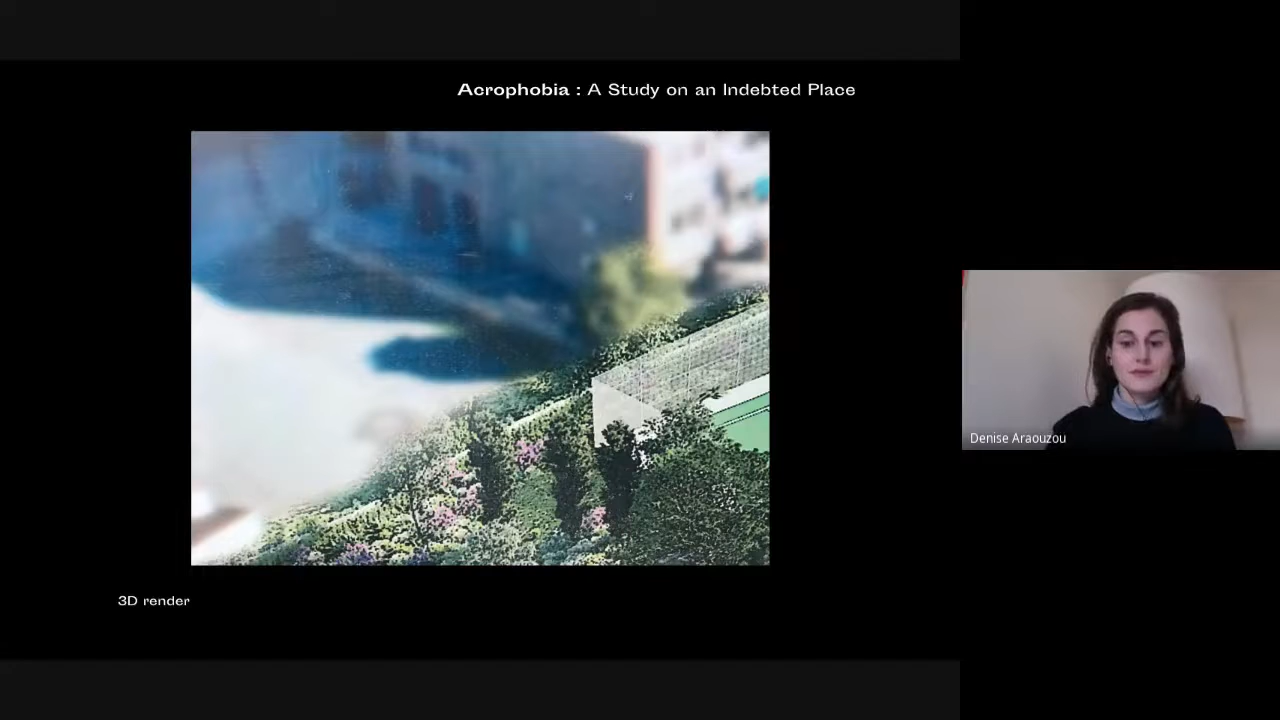 Acrophobia : A Study on an Indebted Place
Denise Araouzou
3D render